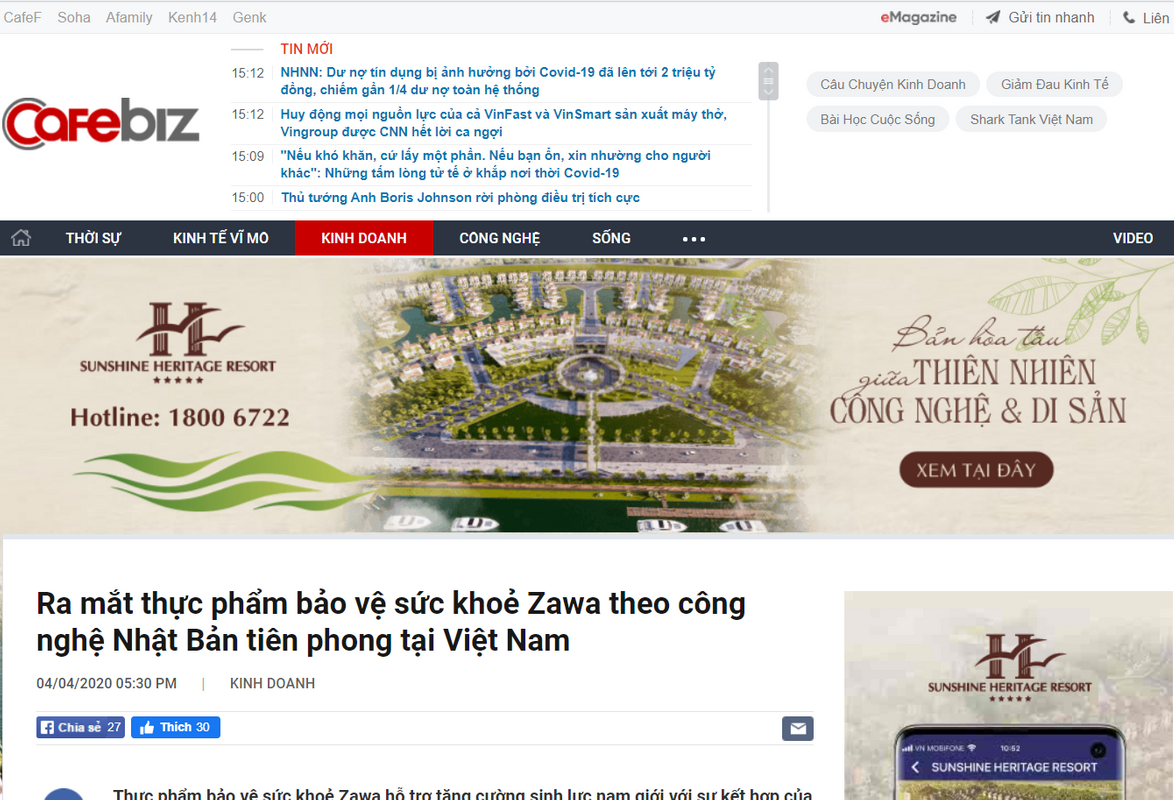 CafeF Soha Afamily Kenh14 Genk
eMagazine Gửi tin nhanh Liên
TIN MỚI
15:12 NHNN: Dư nợ tín dụng bị ảnh hưởng bởi Covid-19 đã lên tới 2 triệu tỷ
đồng, chiếm gần 1/4 dư nợ toàn hệ thống
15:12 Huy động mọi nguồn lực của cả VinFast và VinSmart sản xuất máy thở,
Vingroup được CNN hết lời ca ngợi
15:09 "Nếu khó khăn, cứ lấy một phần. Nếu bạn ổn, xin nhường cho người
khác": Những tấm lòng tử tế ở khắp nơi thời Covid-19
15:00 Thủ tướng Anh Boris Johnson rời phòng điều trị tích cực
Cafebiz
Câu Chuyện Kinh Doanh Giảm Đau Kinh Tế
Bài Học Cuộc Sống Shark Tank Việt Nam
THỜI SỰ KINH TẾ VĨ MÔ KINH DOANH CÔNG NGHỆ SỐNG VIDEO
SUNSHINE HERITAGE RESORT
Hotline: 1800 6722
Bản hòa tấu
giữa THIÊN NHIÊN
CÔNG NGHỆ & DI SẢN
XEM TẠI ĐÂY
Ra mắt thực phẩm bảo vệ sức khoẻ Zawa theo công
nghệ Nhật Bản tiên phong tại Việt Nam
04/04/2020 05:30 PM | KINH DOANH
Chia sẻ 27 Thích 30
Thực phẩm bảo vệ sức khoẻ Zawa hỗ trợ tăng cường sinh lực nam giới với sự kết hợp của
SUNSHINE HERITAGE RESORT
VN MOBIFONE 10:52
SUNSHINE HERITAGE RESORT